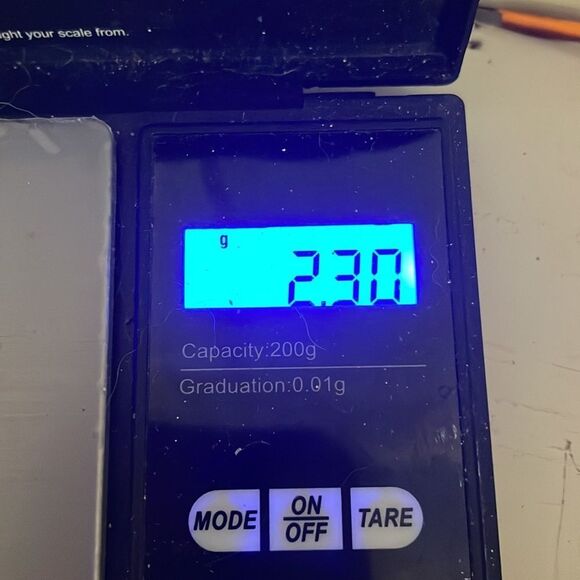 ght your scale from.
g
2.30
Capacity:200g
Graduation:0.01g
MODE
ON
OFF
TARE